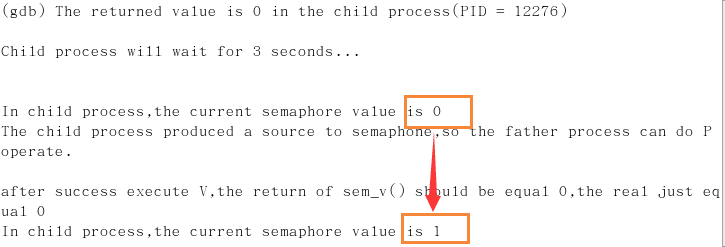 (gdb) The returned value is 0 in the child process(PID = 12276)
Child process will wait for 3 seconds...
In child process,the current semaphore value is 0
The child process produced a source to semaphone,so the father process can do P
operate.
after success execute V,the return of sem_v() should be equal 0,the real just eq
ual 0
In child process,the current semaphore value is 1